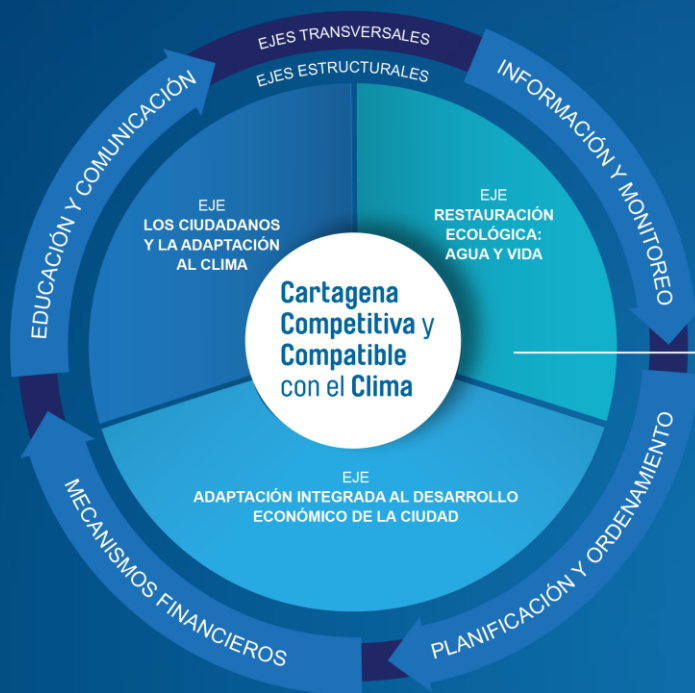 EJES TRANSVERSALES
EJES ESTRUCTURALES
INFORMACIÓN Y MONITOREO
PLANIFICACIÓN Y ORDENAMIENTO
MECANISMOS FINANCIEROS
EDUCACIÓN Y COMUNICACIÓN
EJE
LOS CIUDADANOS
Y LA ADAPTACIÓN
AL CLIMA
EJE
RESTAURACIÓN
ECOLÓGICA:
AGUA Y VIDA
Cartagena
Competitiva y
Compatible
con el Clima
EJE
ADAPTACIÓN INTEGRADA AL DESARROLLO
ECONÓMICO DE LA CIUDAD